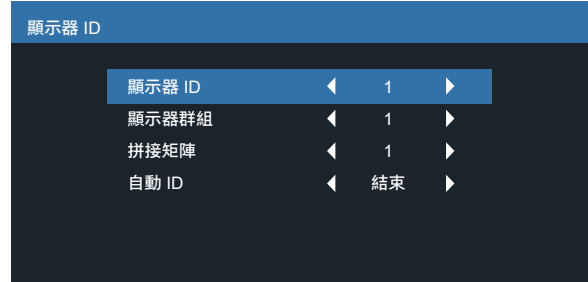 顯示器 ID
顯示器 ID 1
顯示器群組 1
拼接矩陣 1
自動 ID 結束